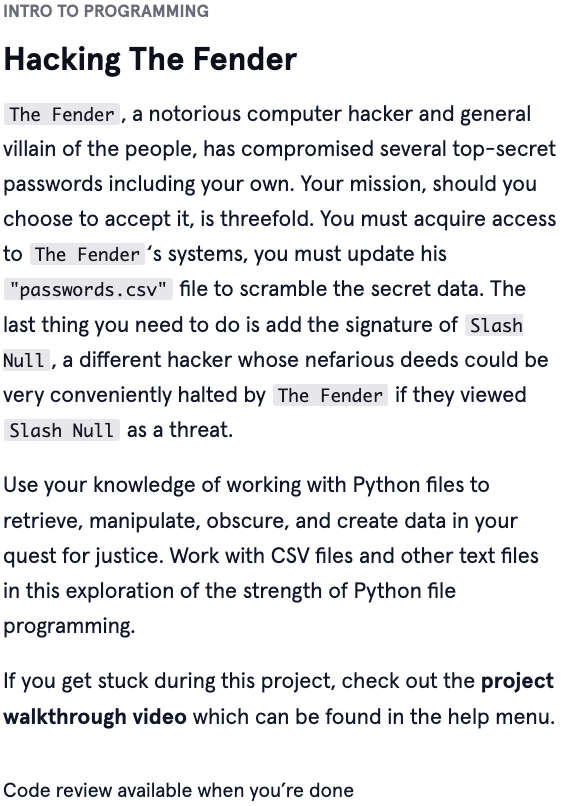 INTRO TO PROGRAMMING
Hacking The Fender
The Fender, a notorious computer hacker and general
villain of the people, has compromised several top-secret
passwords including your own. Your mission, should you
choose to accept it, is threefold. You must acquire access
to The Fender‘s systems, you must update his
"passwords.csv" file to scramble the secret data. The
last thing you need to do is add the signature of Slash
Null, a different hacker whose nefarious deeds could be
very conveniently halted by The Fender if they viewed
Slash Null as a threat.
Use your knowledge of working with Python files to
retrieve, manipulate, obscure, and create data in your
quest for justice. Work with CSV files and other text files
in this exploration of the strength of Python file
programming.
If you get stuck during this project, check out the project
walkthrough video which can be found in the help menu.
Code review available when you’re done